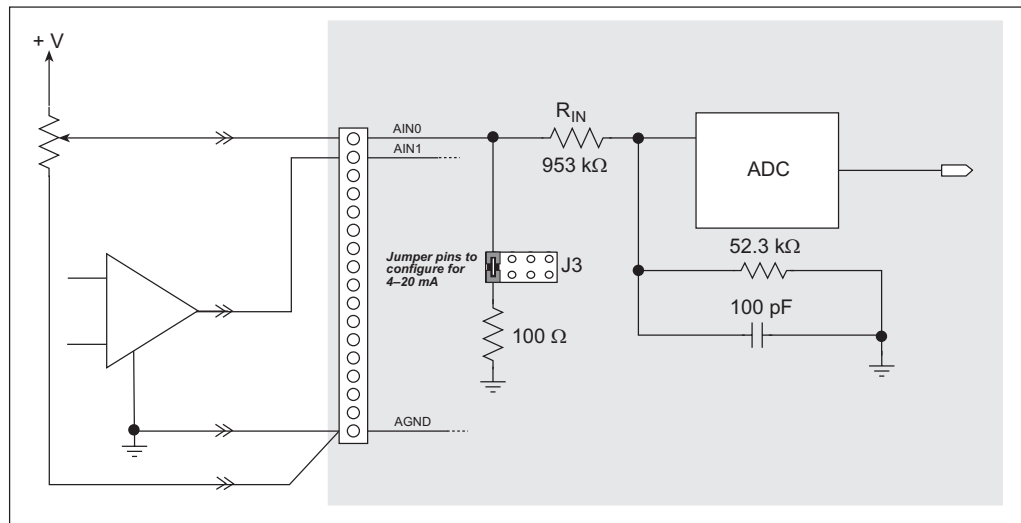 + V
AIN0
AIN1
R_IN
953 kΩ
ADC
Jumper pins to
configure for
4–20 mA
J3
52.3 kΩ
100 pF
100 Ω
AGND